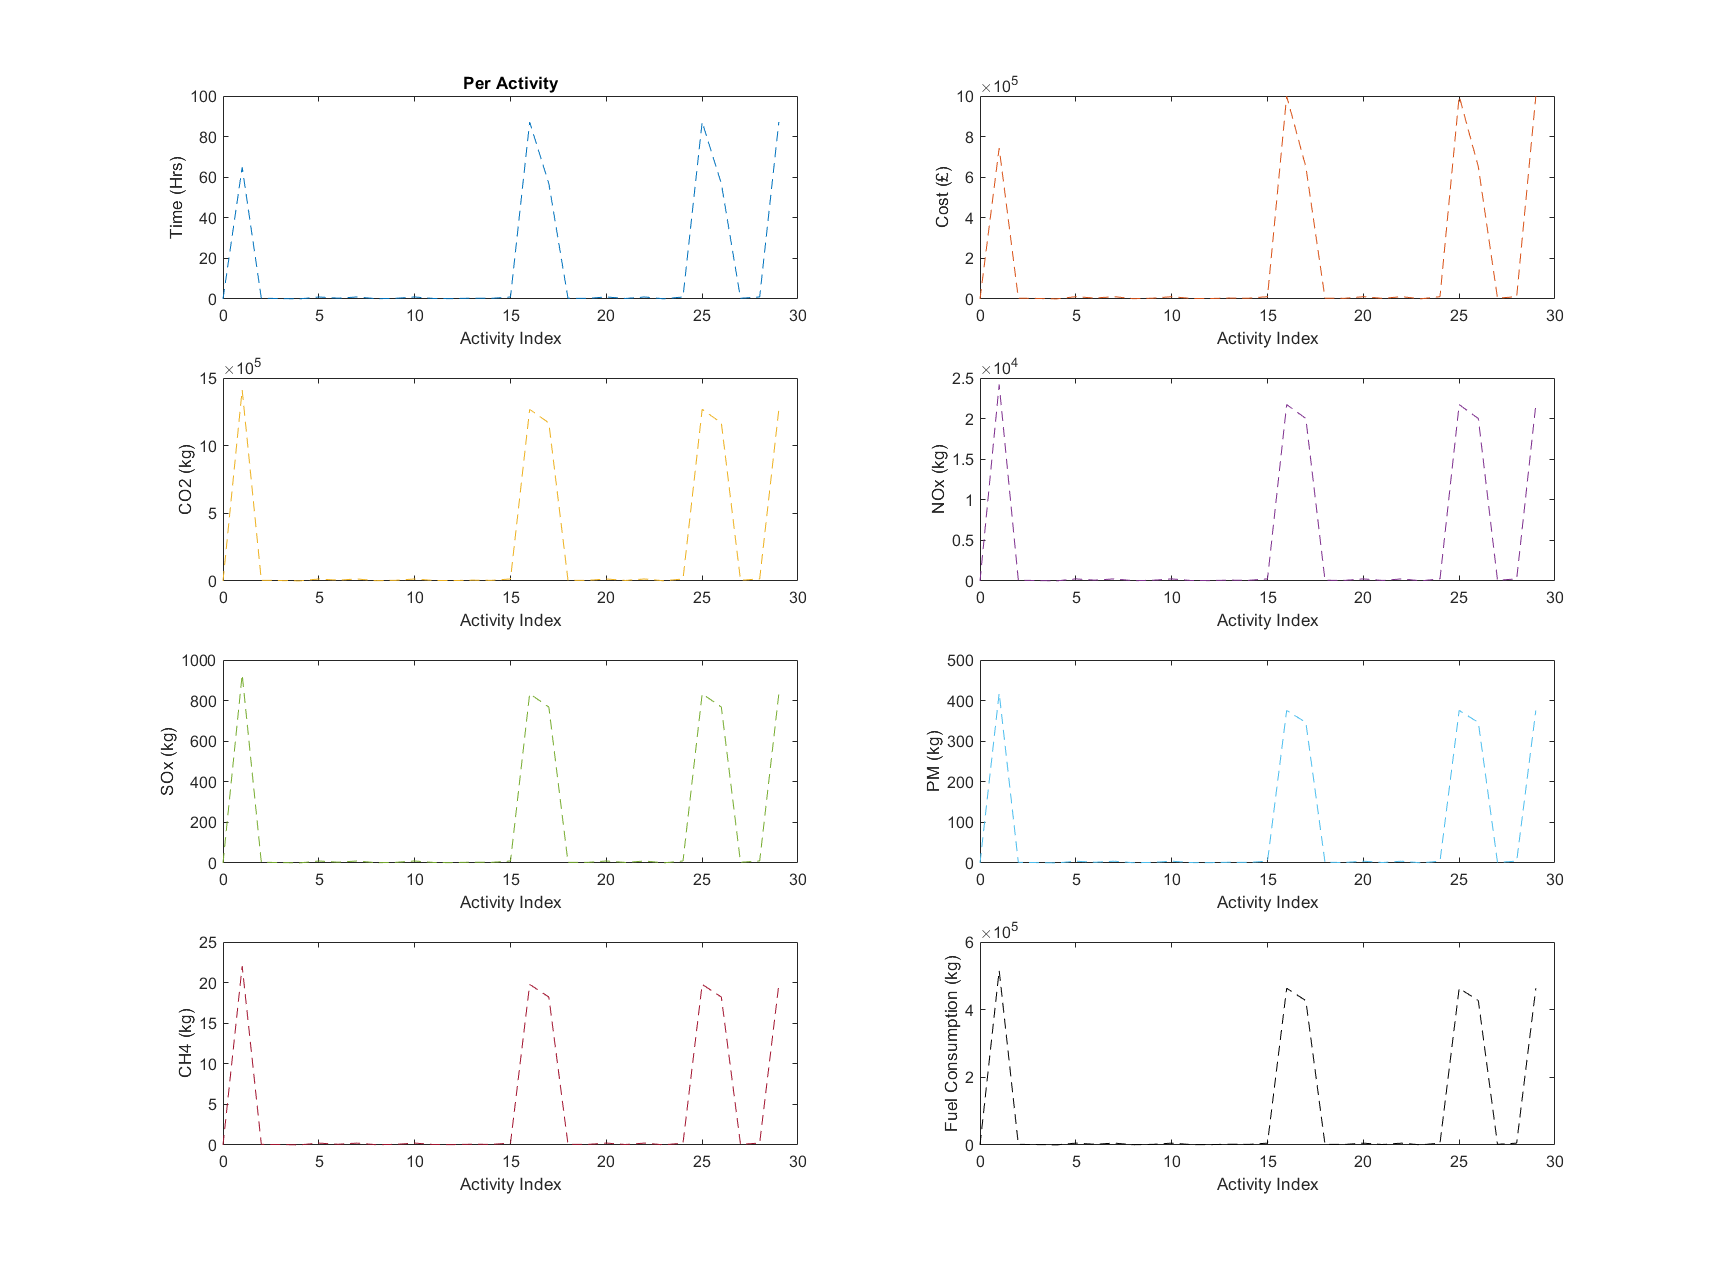 Per Activity
100
80
60
40
20
0
Time (Hrs)
0 5 10 15 20 25 30
Activity Index
×10^5
10
8
6
4
2
0
Cost (£)
0 5 10 15 20 25 30
Activity Index
×10^5
15
10
5
0
CO2 (kg)
0 5 10 15 20 25 30
Activity Index
×10^4
2.5
2
1.5
1
0.5
0
NOx (kg)
0 5 10 15 20 25 30
Activity Index
1000
800
600
400
200
0
SOx (kg)
0 5 10 15 20 25 30
Activity Index
500
400
300
200
100
0
PM (kg)
0 5 10 15 20 25 30
Activity Index
25
20
15
10
5
0
CH4 (kg)
0 5 10 15 20 25 30
Activity Index
×10^5
6
4
2
0
Fuel Consumption (kg)
0 5 10 15 20 25 30
Activity Index